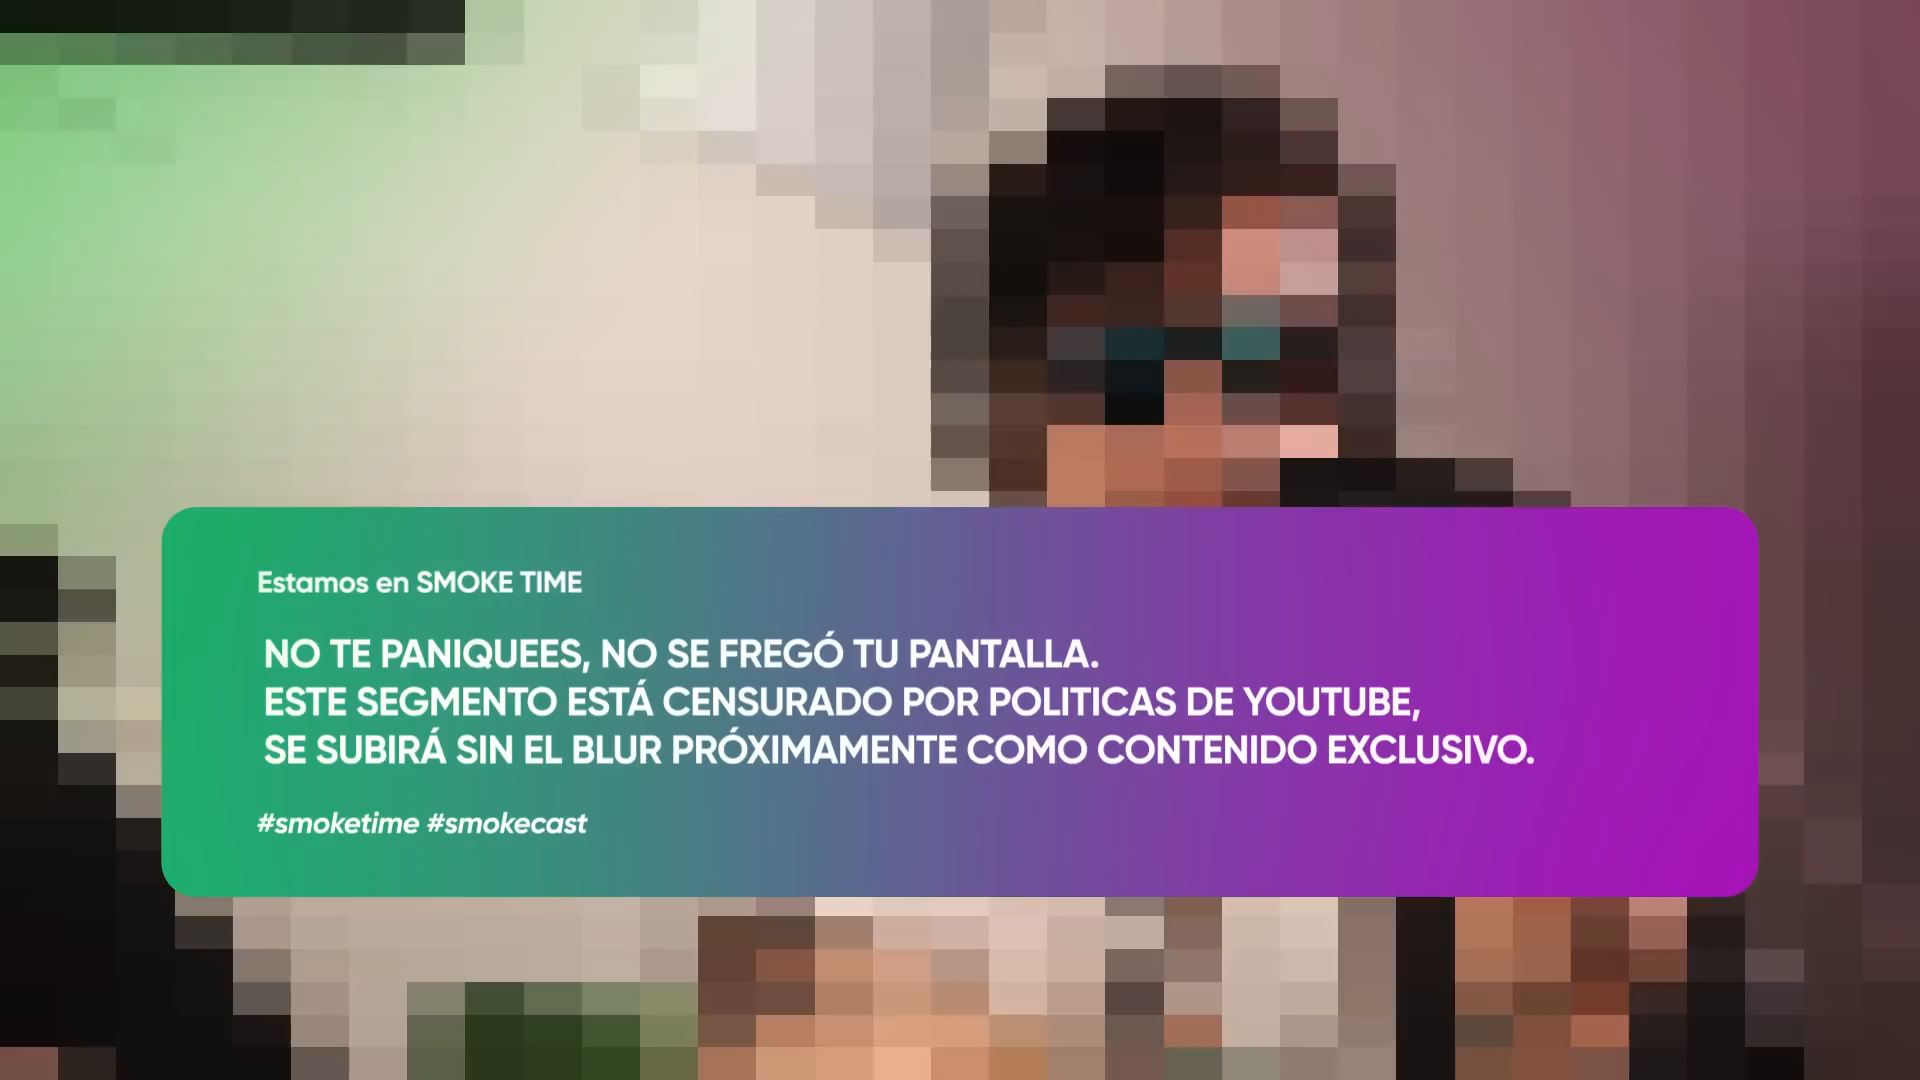 Estamos en SMOKE TIME
NO TE PANIQUEES, NO SE FREGÓ TU PANTALLA.
ESTE SEGMENTO ESTÁ CENSURADO POR POLITICAS DE YOUTUBE,
SE SUBIRÁ SIN EL BLUR PRÓXIMAMENTE COMO CONTENIDO EXCLUSIVO.
#smoketime #smokecast